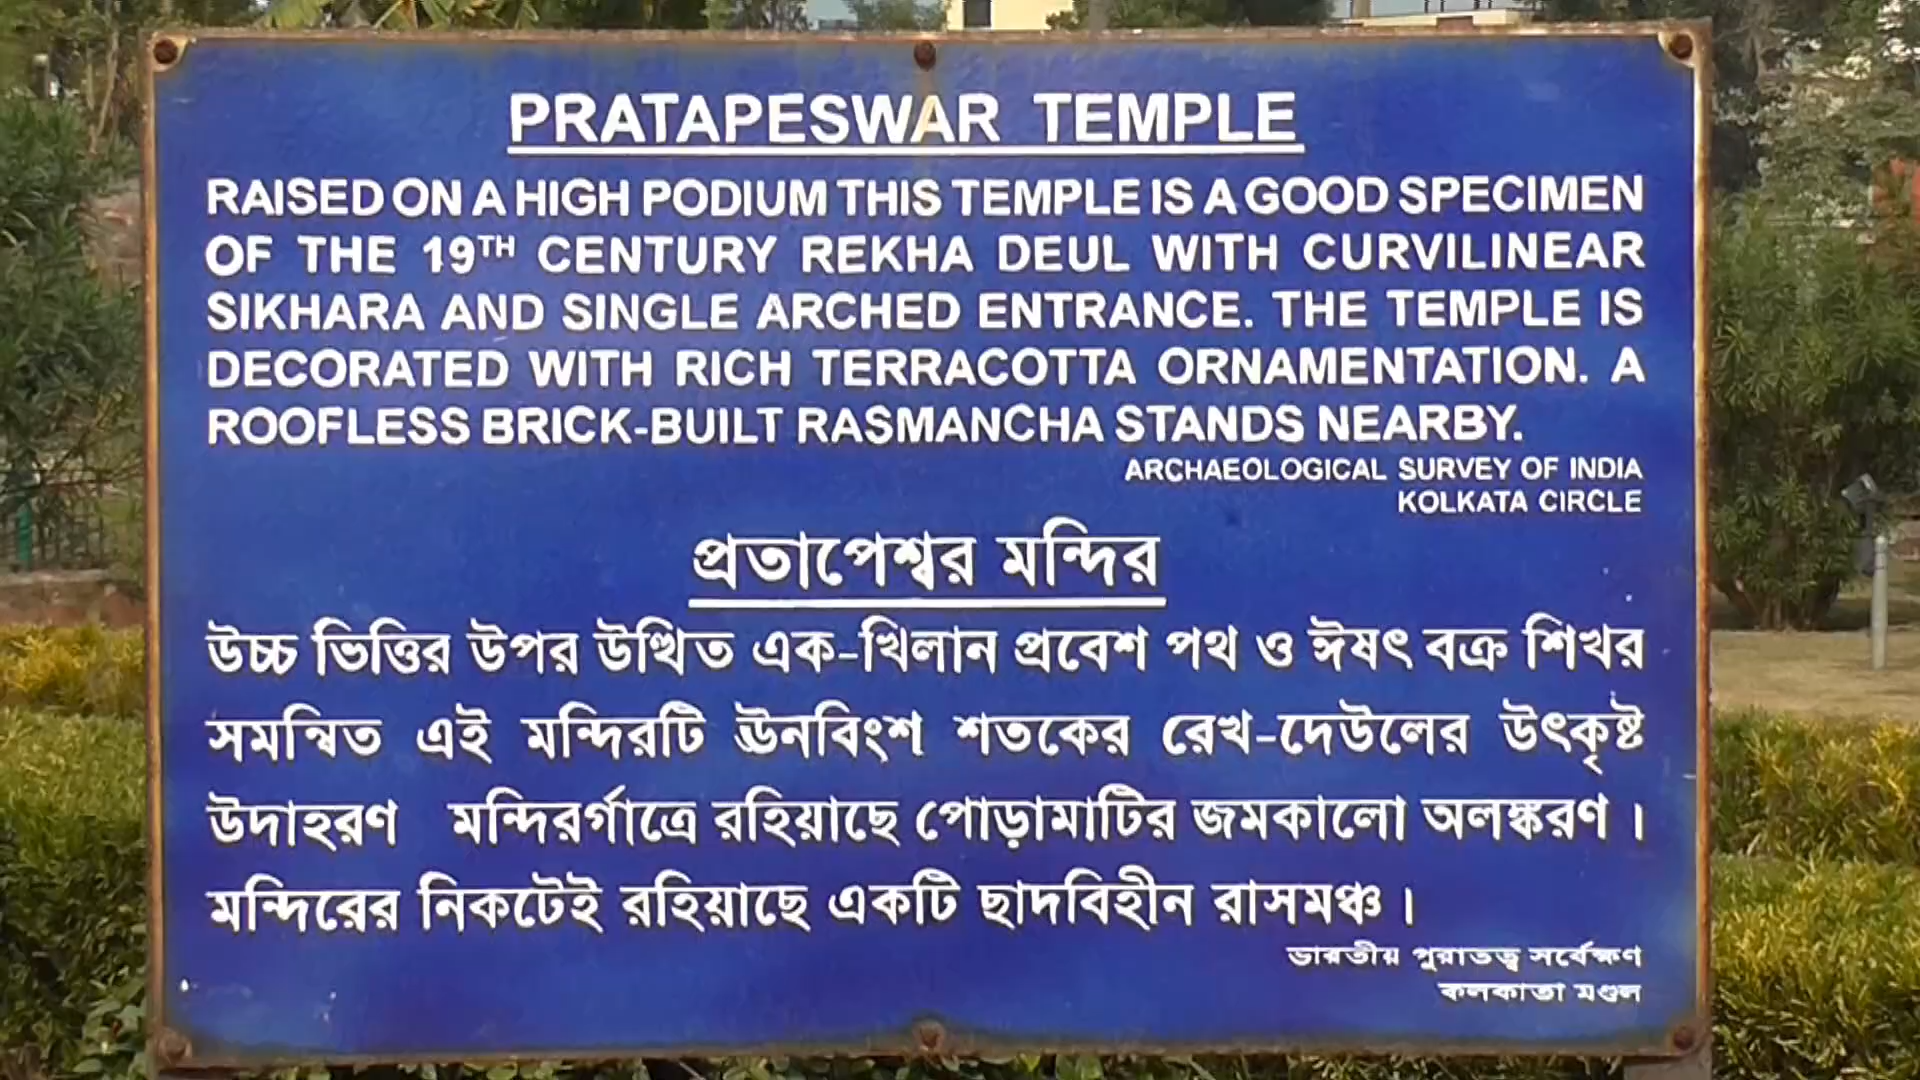 PRATAPESWAR TEMPLE
RAISED ON A HIGH PODIUM THIS TEMPLE IS A GOOD SPECIMEN
OF THE 19TH CENTURY REKHA DEUL WITH CURVILINEAR
SIKHARA AND SINGLE ARCHED ENTRANCE. THE TEMPLE IS
DECORATED WITH RICH TERRACOTTA ORNAMENTATION. A
ROOFLESS BRICK-BUILT RASMANCHA STANDS NEARBY.
ARCHAEOLOGICAL SURVEY OF INDIA
KOLKATA CIRCLE
প্রতাপেশ্বর মন্দির
উচ্চ ভিত্তির উপর উত্থিত এক-খিলান প্রবেশ পথ ও ঈষৎ বক্র শিখর
সমন্বিত এই মন্দিরটি ঊনবিংশ শতকের রেখ-দেউলের উৎকৃষ্ট
উদাহরণ মন্দিরর্গাত্রে রহিয়াছে পোড়ামাটির জমকালো অলঙ্করণ।
মন্দিরের নিকটেই রহিয়াছে একটি ছাদবিহীন রাসমঞ্চ।
ভারতীয় পুরাতত্ত্ব সর্বেক্ষণ
কলকাতা মণ্ডল